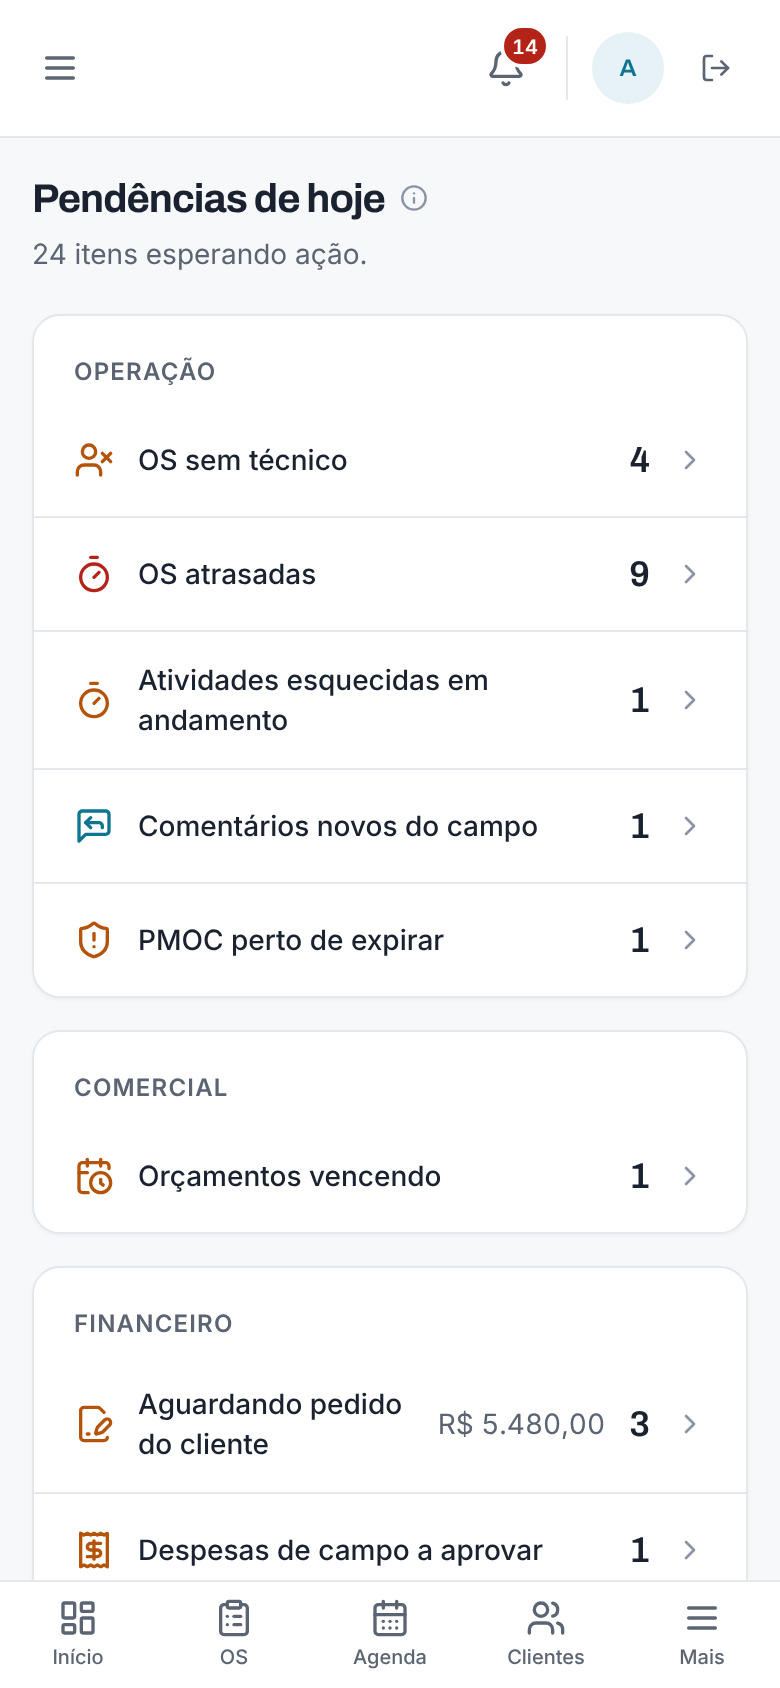 14
A
Pendências de hoje
24 itens esperando ação.
OPERAÇÃO
OS sem técnico 4
OS atrasadas 9
Atividades esquecidas em
andamento 1
Comentários novos do campo 1
PMOC perto de expirar 1
COMERCIAL
Orçamentos vencendo 1
FINANCEIRO
Aguardando pedido
do cliente R$ 5.480,00 3
Despesas de campo a aprovar 1
Início OS Agenda Clientes Mais